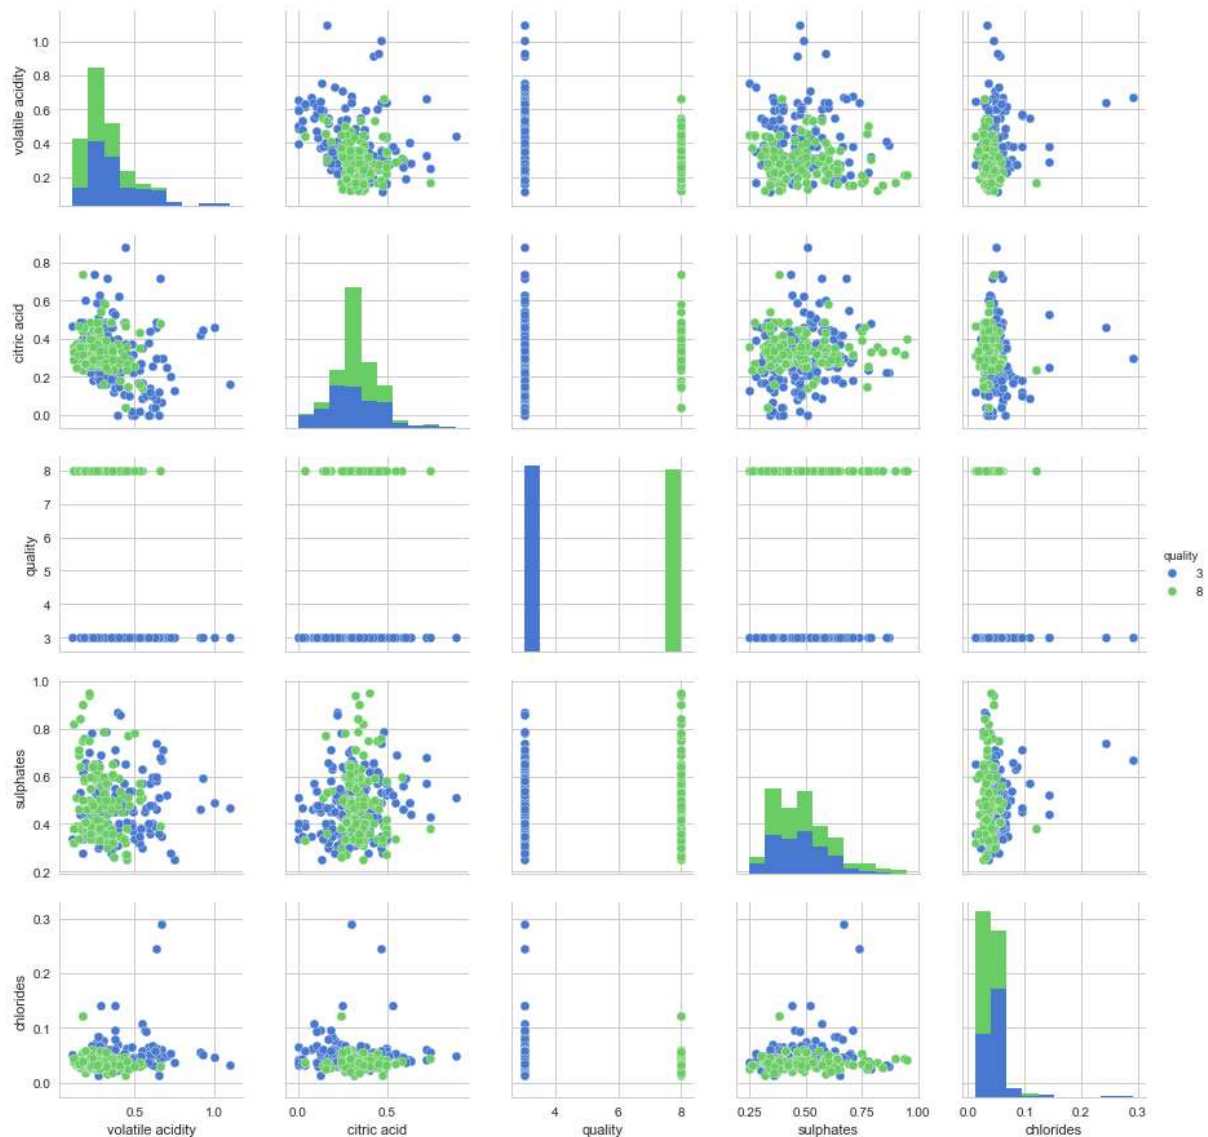 1.0
0.8
0.6
0.4
0.2
volatile acidity
0.8
0.6
0.4
0.2
0.0
citric acid
8
7
6
5
4
3
quality
quality
3
8
1.0
0.8
0.6
0.4
0.2
sulphates
0.3
0.2
0.1
0.0
chlorides
0.5 1.0
volatile acidity
0.0 0.5
citric acid
4 6 8
quality
0.25 0.50 0.75 1.00
sulphates
0.0 0.1 0.2 0.3
chlorides